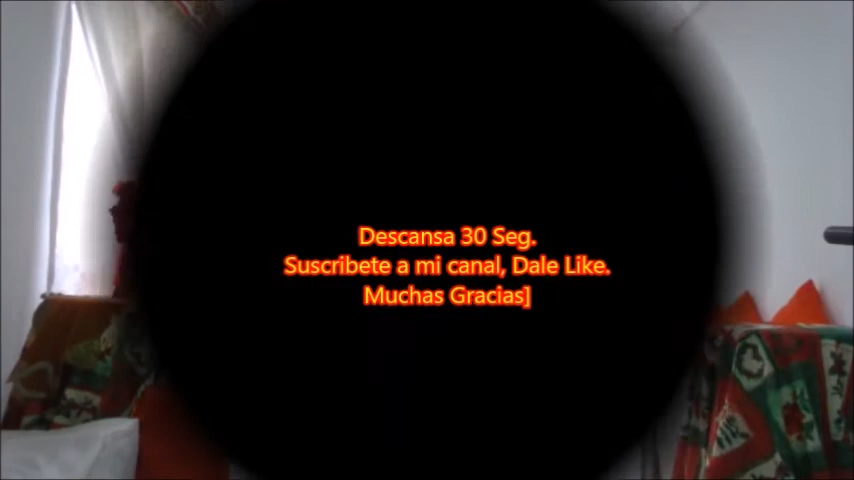 Descansa 30 Seg.
Suscribete a mi canal, Dale Like.
Muchas Gracias]